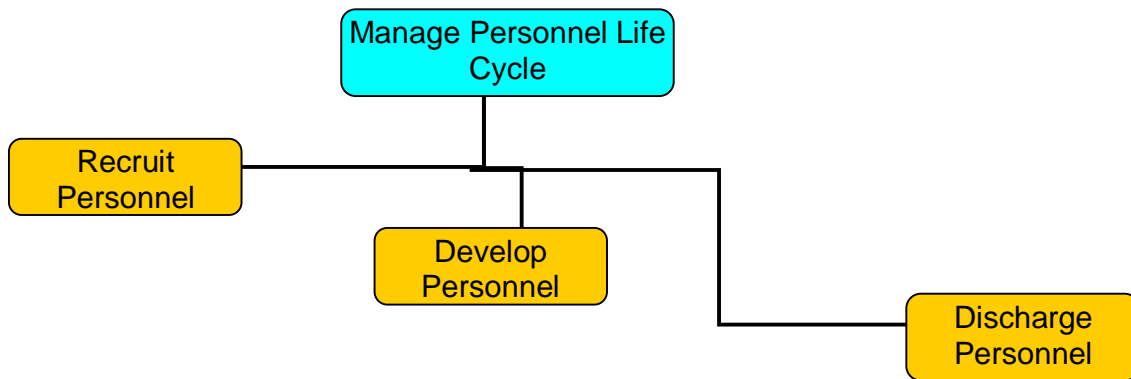 Manage Personnel Life
Cycle
Recruit
Personnel
Develop
Personnel
Discharge
Personnel